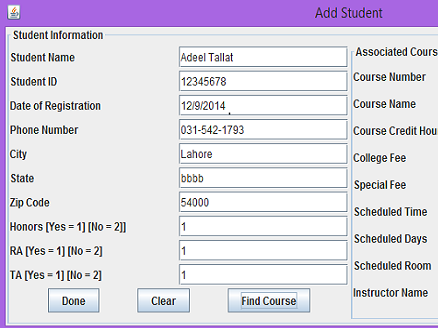 Add Student
Student Information
Student Name Adeel Tallat
Student ID 12345678
Date of Registration 12/9/2014
Phone Number 031-542-1793
City Lahore
State bbbb
Zip Code 54000
Honors [Yes = 1] [No = 2]] 1
RA [Yes = 1] [No = 2] 1
TA [Yes = 1] [No = 2] 1
Done Clear Find Course
Associated Cours
Course Number
Course Name
Course Credit Hou
College Fee
Special Fee
Scheduled Time
Scheduled Days
Scheduled Room
Instructor Name